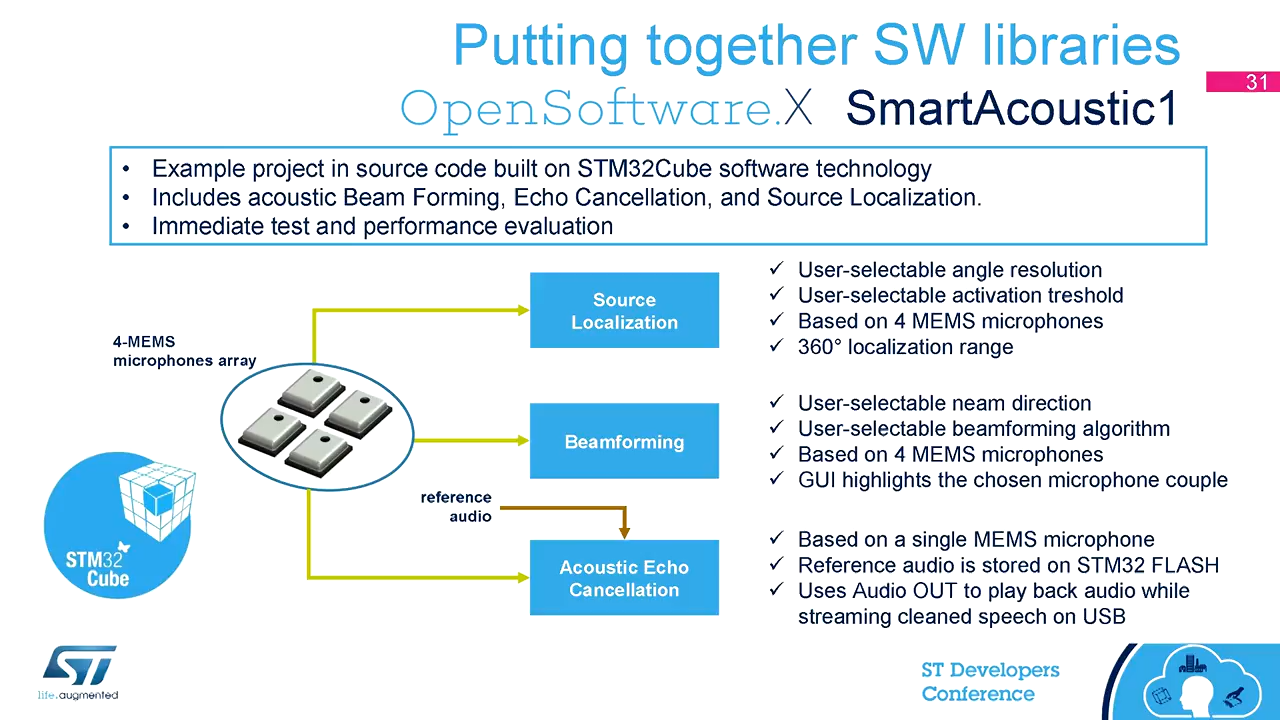 Putting together SW libraries
31
OpenSoftware.X SmartAcoustic1
• Example project in source code built on STM32Cube software technology
• Includes acoustic Beam Forming, Echo Cancellation, and Source Localization.
• Immediate test and performance evaluation
4-MEMS
microphones array
Source
Localization
✓ User-selectable angle resolution
✓ User-selectable activation treshold
✓ Based on 4 MEMS microphones
✓ 360° localization range
Beamforming
✓ User-selectable neam direction
✓ User-selectable beamforming algorithm
✓ Based on 4 MEMS microphones
✓ GUI highlights the chosen microphone couple
reference
audio
Acoustic Echo
Cancellation
✓ Based on a single MEMS microphone
✓ Reference audio is stored on STM32 FLASH
✓ Uses Audio OUT to play back audio while
streaming cleaned speech on USB
STM32
Cube
ST
life.augmented
ST Developers
Conference